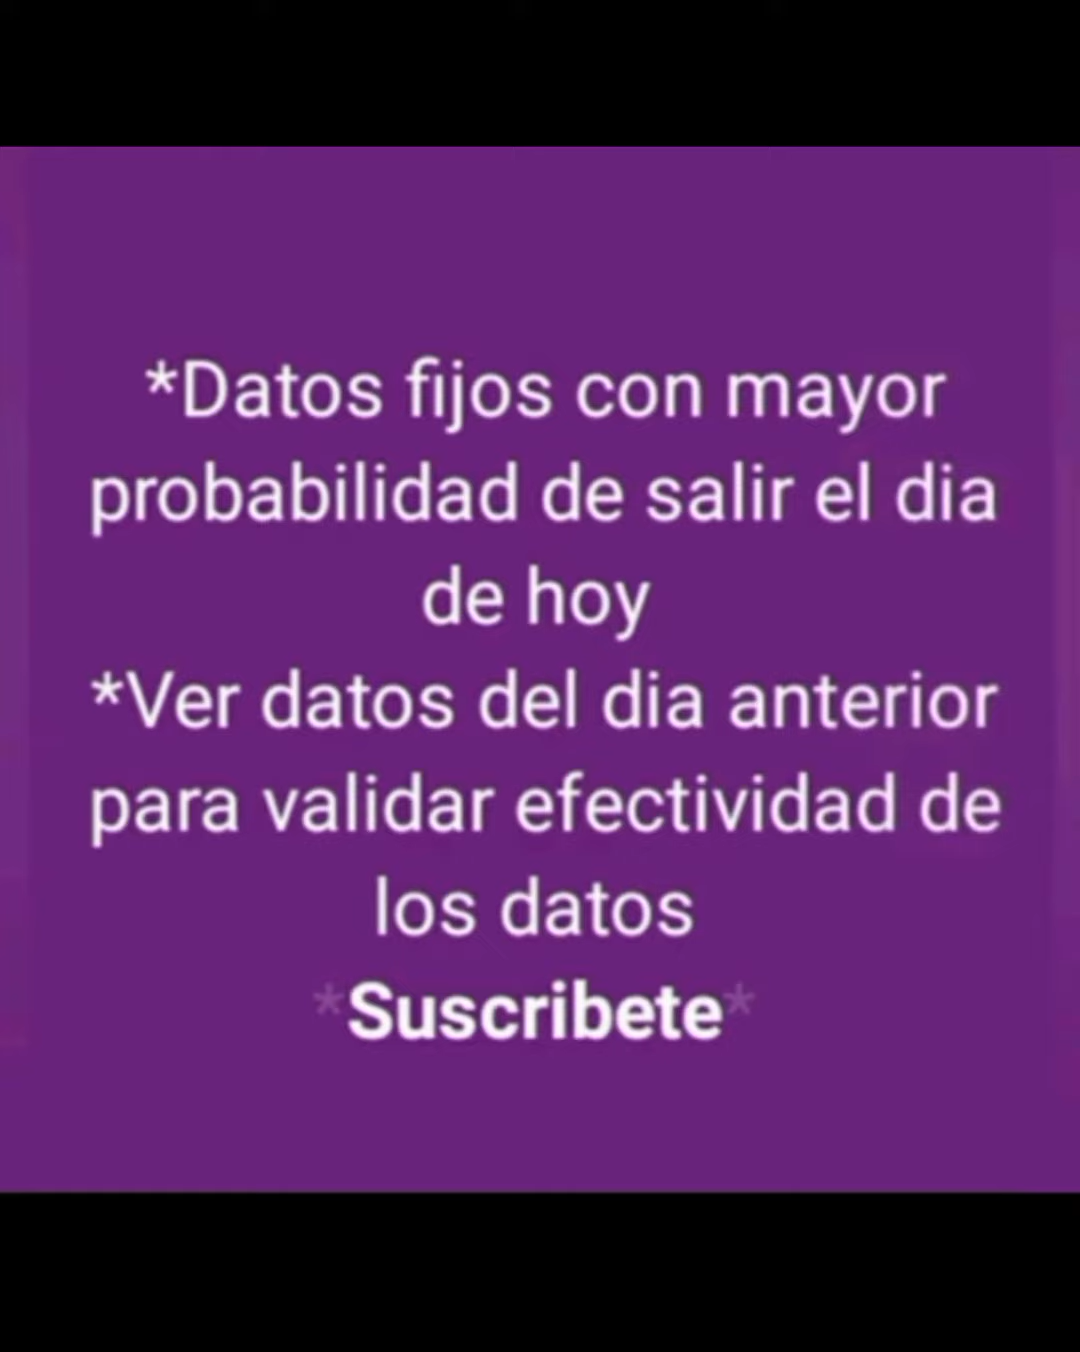 *Datos fijos con mayor
probabilidad de salir el dia
de hoy
*Ver datos del dia anterior
para validar efectividad de
los datos
*Suscribete*